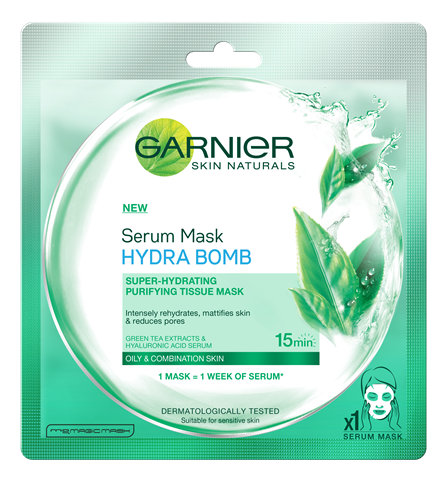 GARNIER
SKIN NATURALS
NEW
Serum Mask
HYDRA BOMB
SUPER-HYDRATING
PURIFYING TISSUE MASK
Intensely rehydrates, mattifies skin
& reduces pores
GREEN TEA EXTRACTS &
HYALURONIC ACID SERUM
15min
OILY & COMBINATION SKIN
1 MASK = 1 WEEK OF SERUM*
DERMATOLOGICALLY TESTED
Suitable for sensitive skin
x1
SERUM MASK